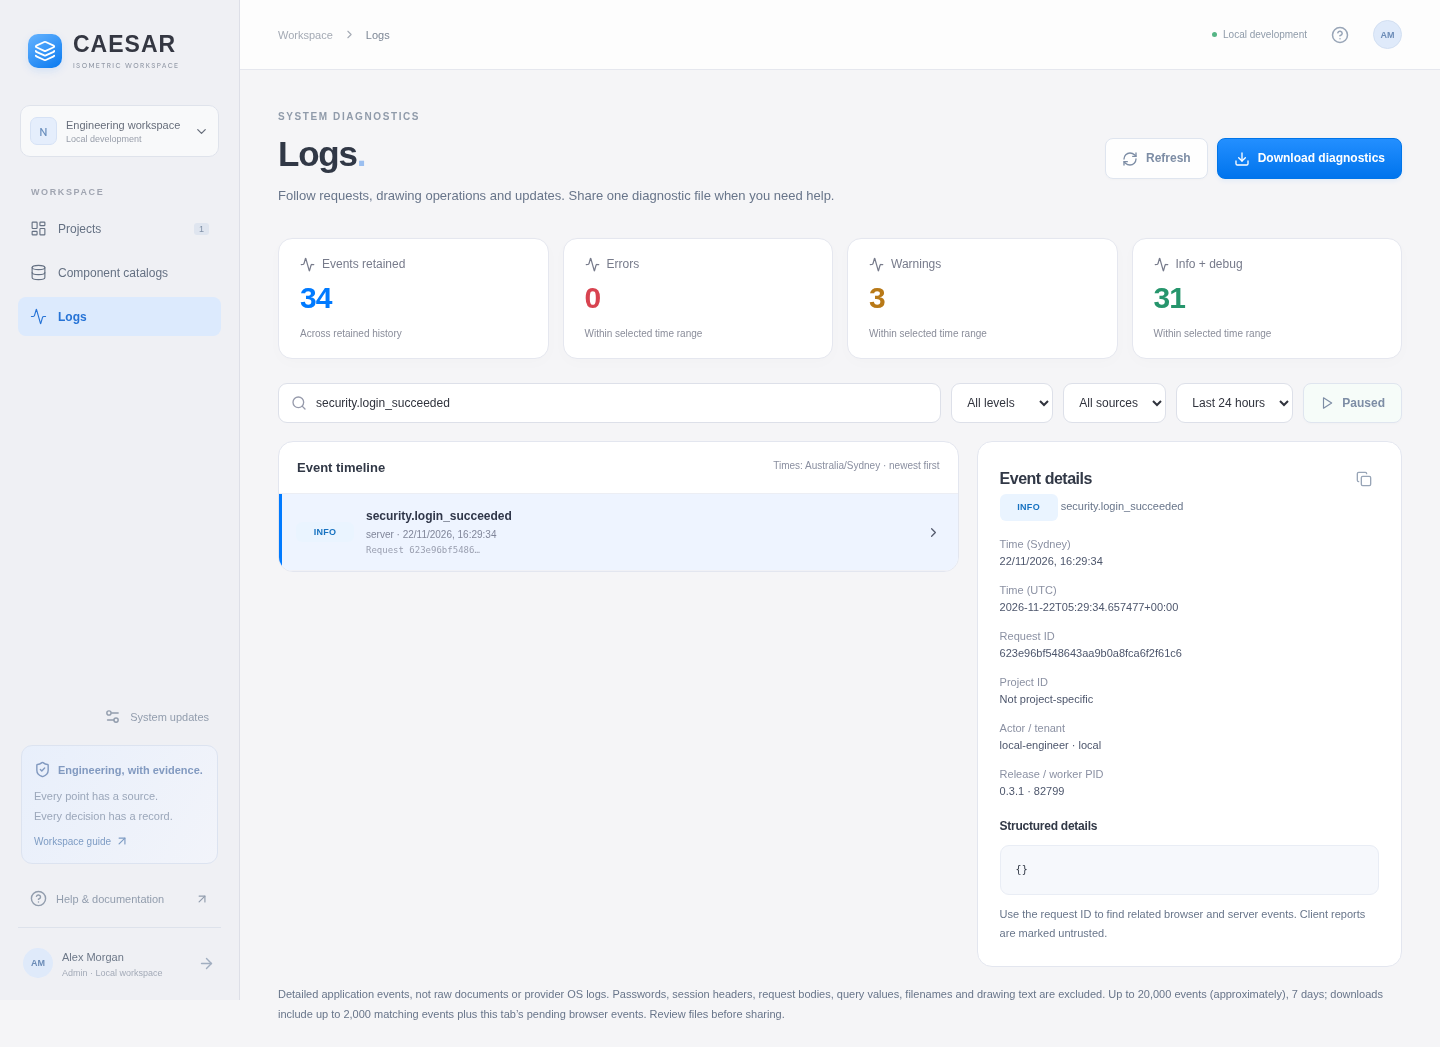 CAESAR
ISOMETRIC WORKSPACE
N
Engineering workspace
Local development
WORKSPACE
Projects 1
Component catalogs
Logs
System updates
Engineering, with evidence.
Every point has a source.
Every decision has a record.
Workspace guide
Help & documentation
AM
Alex Morgan
Admin · Local workspace
Workspace Logs
Local development
AM
SYSTEM DIAGNOSTICS
Logs.
Follow requests, drawing operations and updates. Share one diagnostic file when you need help.
Refresh
Download diagnostics
Events retained
34
Across retained history
Errors
0
Within selected time range
Warnings
3
Within selected time range
Info + debug
31
Within selected time range
security.login_succeeded
All levels
All sources
Last 24 hours
Paused
Event timeline
Times: Australia/Sydney · newest first
INFO
security.login_succeeded
server · 22/11/2026, 16:29:34
Request 623e96bf5486…
Event details
INFO security.login_succeeded
Time (Sydney)
22/11/2026, 16:29:34
Time (UTC)
2026-11-22T05:29:34.657477+00:00
Request ID
623e96bf548643aa9b0a8fca6f2f61c6
Project ID
Not project-specific
Actor / tenant
local-engineer · local
Release / worker PID
0.3.1 · 82799
Structured details
{}
Use the request ID to find related browser and server events. Client reports
are marked untrusted.
Detailed application events, not raw documents or provider OS logs. Passwords, session headers, request bodies, query values, filenames and drawing text are excluded. Up to 20,000 events (approximately), 7 days; downloads
include up to 2,000 matching events plus this tab's pending browser events. Review files before sharing.